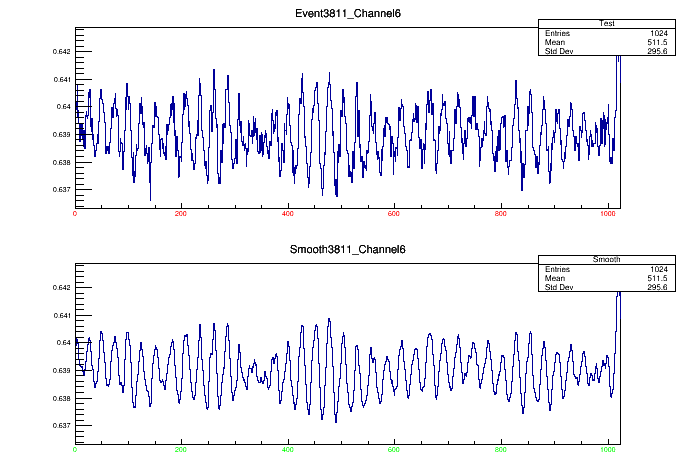 Event3811_Channel6
Test
Entries 1024
Mean 511.5
Std Dev 295.6
0.642
0.641
0.64
0.639
0.638
0.637
0 200 400 600 800 1000
Smooth3811_Channel6
Smooth
Entries 1024
Mean 511.5
Std Dev 295.6
0.642
0.641
0.64
0.639
0.638
0.637
0 200 400 600 800 1000